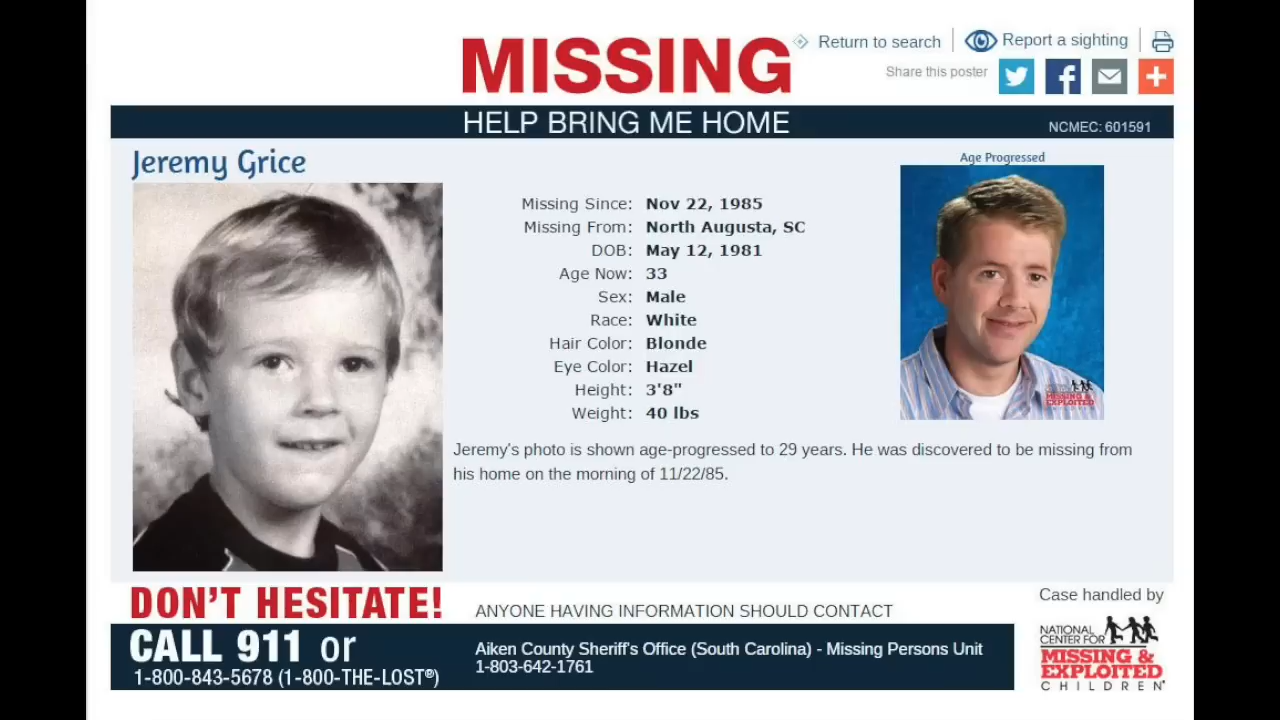 MISSING
Return to search
Report a sighting
Share this poster
HELP BRING ME HOME
NCMEC: 601591
Jeremy Grice
Age Progressed
Missing Since: Nov 22, 1985
Missing From: North Augusta, SC
DOB: May 12, 1981
Age Now: 33
Sex: Male
Race: White
Hair Color: Blonde
Eye Color: Hazel
Height: 3'8"
Weight: 40 lbs
MISSING &
EXPLOITED
Jeremy's photo is shown age-progressed to 29 years. He was discovered to be missing from
his home on the morning of 11/22/85.
DON'T HESITATE!
CALL 911 or
1-800-843-5678 (1-800-THE-LOST®)
ANYONE HAVING INFORMATION SHOULD CONTACT
Aiken County Sheriff's Office (South Carolina) - Missing Persons Unit
1-803-642-1761
Case handled by
NATIONAL
CENTER FOR
MISSING &
EXPLOITED
CHILDREN